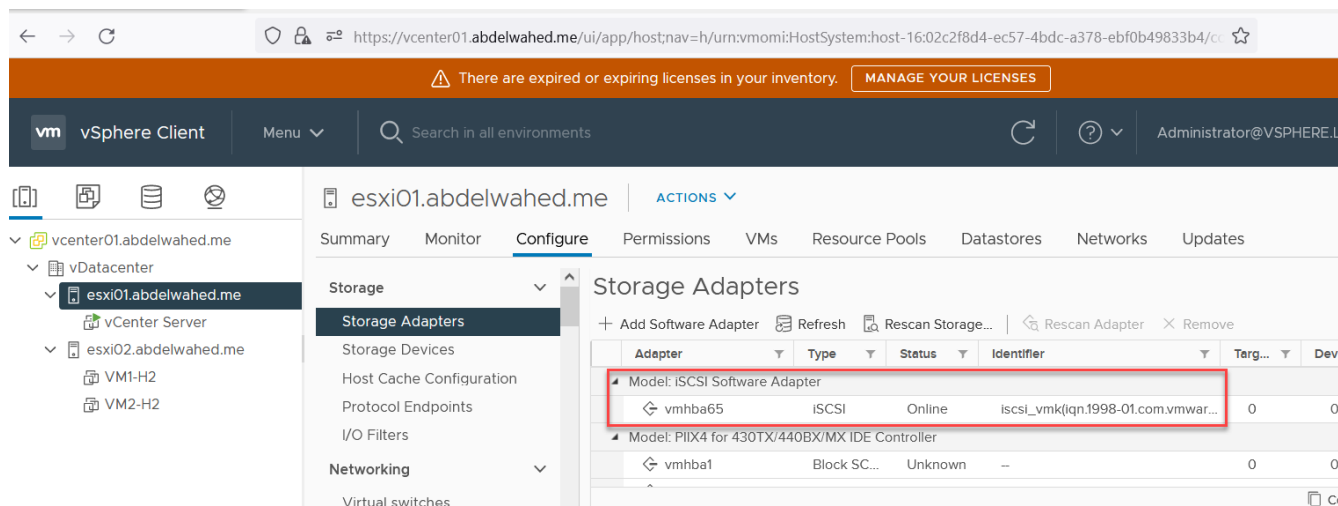 https://vcenter01.abdelwahed.me/ui/app/host;nav=h/urn:vmomi:HostSystem:host-16:02c2f8d4-ec57-4bdc-a378-ebf0b49833b4/cc
There are expired or expiring licenses in your inventory. MANAGE YOUR LICENSES
vm vSphere Client Menu Search in all environments Administrator@VSPHERE.L
esxi01.abdelwahed.me ACTIONS
vcenter01.abdelwahed.me
vDatacenter
esxi01.abdelwahed.me
vCenter Server
esxi02.abdelwahed.me
VM1-H2
VM2-H2
Summary Monitor Configure Permissions VMs Resource Pools Datastores Networks Updates
Storage
Storage Adapters
Storage Devices
Host Cache Configuration
Protocol Endpoints
I/O Filters
Networking
Virtual switches
Storage Adapters
+ Add Software Adapter Refresh Rescan Storage... Rescan Adapter × Remove
Adapter Type Status Identifier Targ... Dev
Model: iSCSI Software Adapter
vmhba65 iSCSI Online iscsi_vmk(iqn.1998-01.com.vmwar... 0 0
Model: PIIX4 for 430TX/440BX/MX IDE Controller
vmhba1 Block SC... Unknown -- 0 0